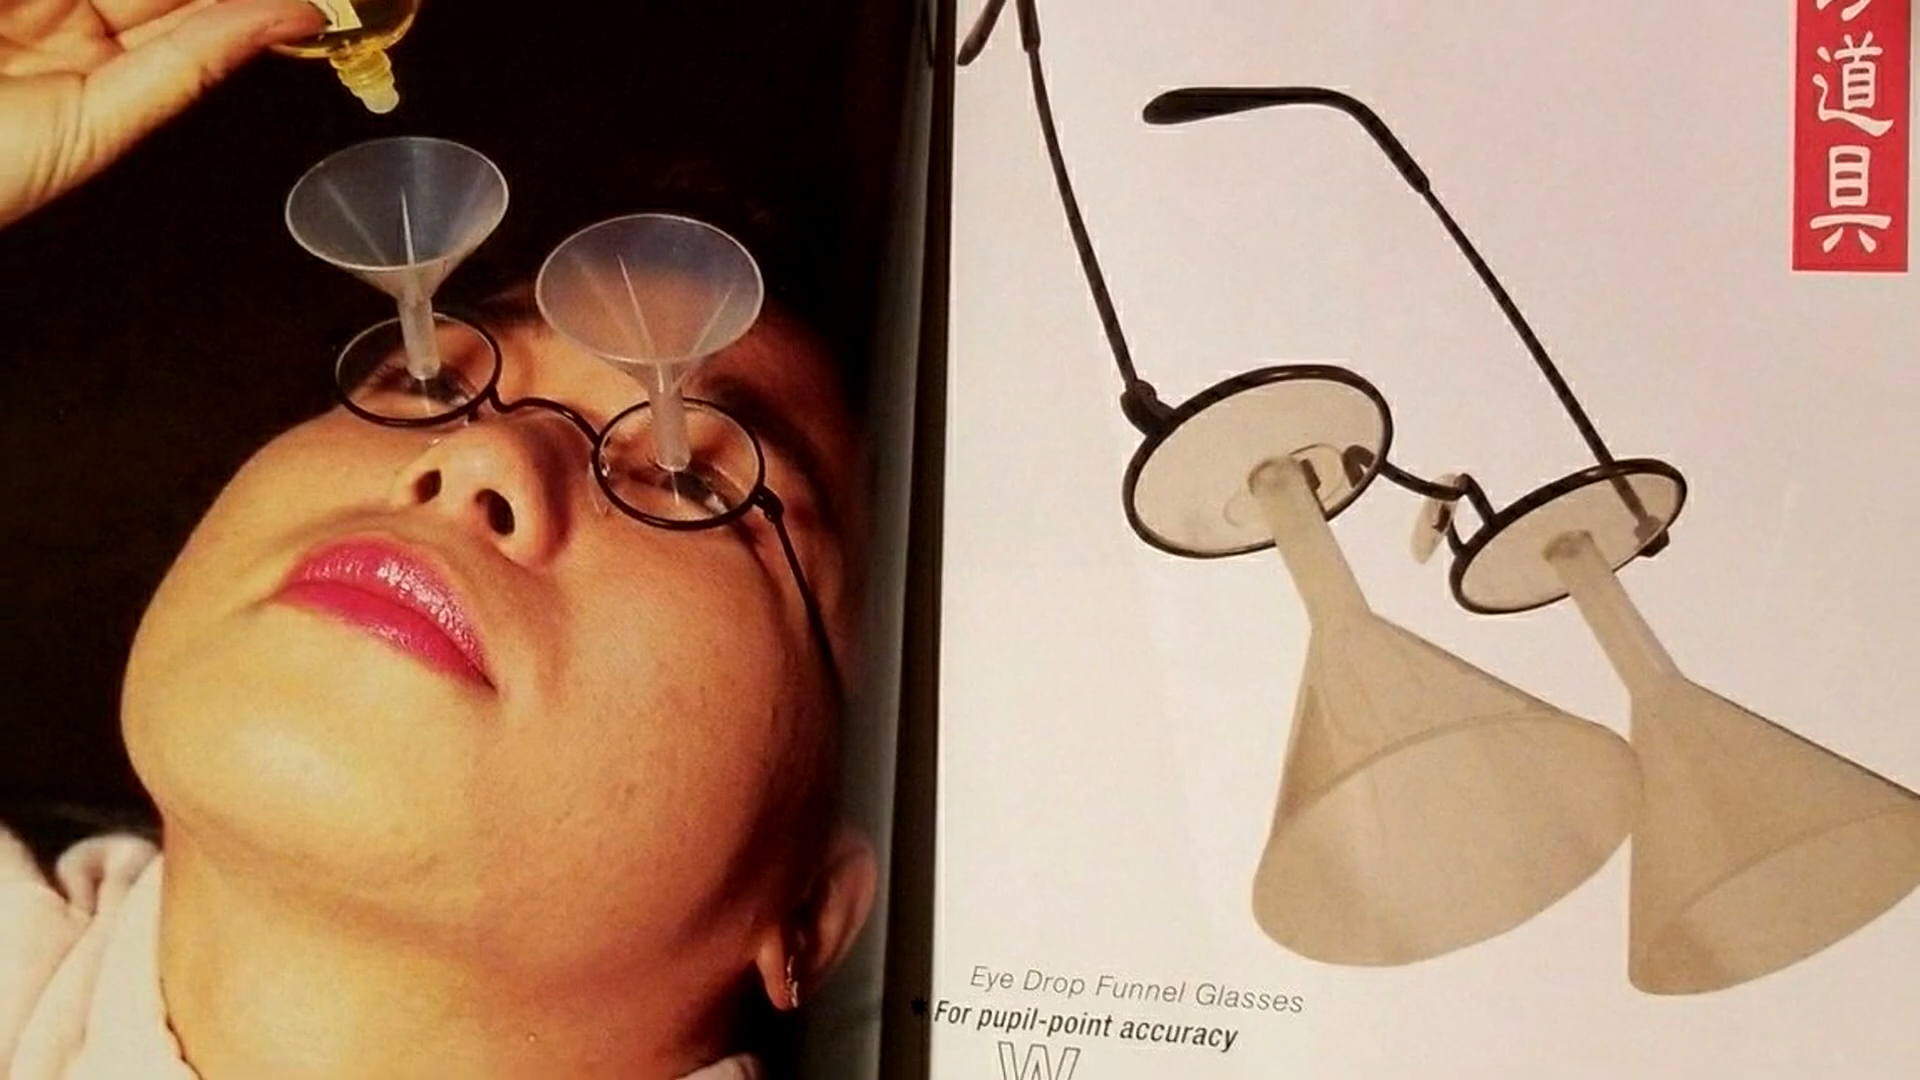 道具
Eye Drop Funnel Glasses
* For pupil-point accuracy
W